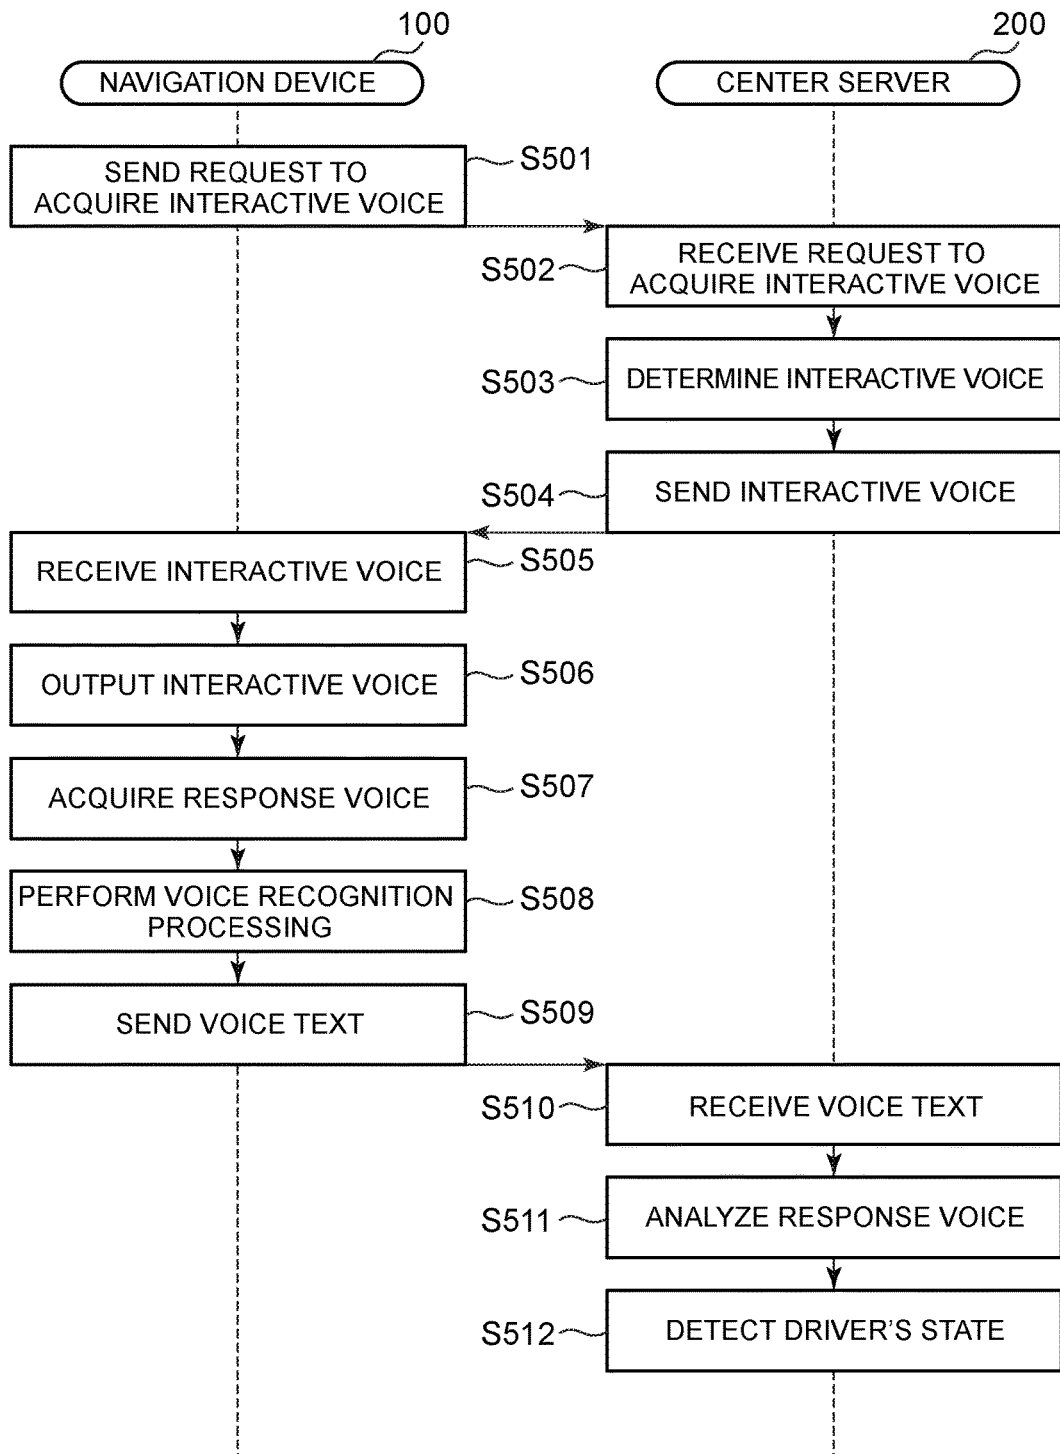 100
200
NAVIGATION DEVICE
CENTER SERVER
SEND REQUEST TO
ACQUIRE INTERACTIVE VOICE
S501
S502
RECEIVE REQUEST TO
ACQUIRE INTERACTIVE VOICE
S503
DETERMINE INTERACTIVE VOICE
S504
SEND INTERACTIVE VOICE
RECEIVE INTERACTIVE VOICE
S505
OUTPUT INTERACTIVE VOICE
S506
ACQUIRE RESPONSE VOICE
S507
PERFORM VOICE RECOGNITION
PROCESSING
S508
SEND VOICE TEXT
S509
S510
RECEIVE VOICE TEXT
S511
ANALYZE RESPONSE VOICE
S512
DETECT DRIVER'S STATE